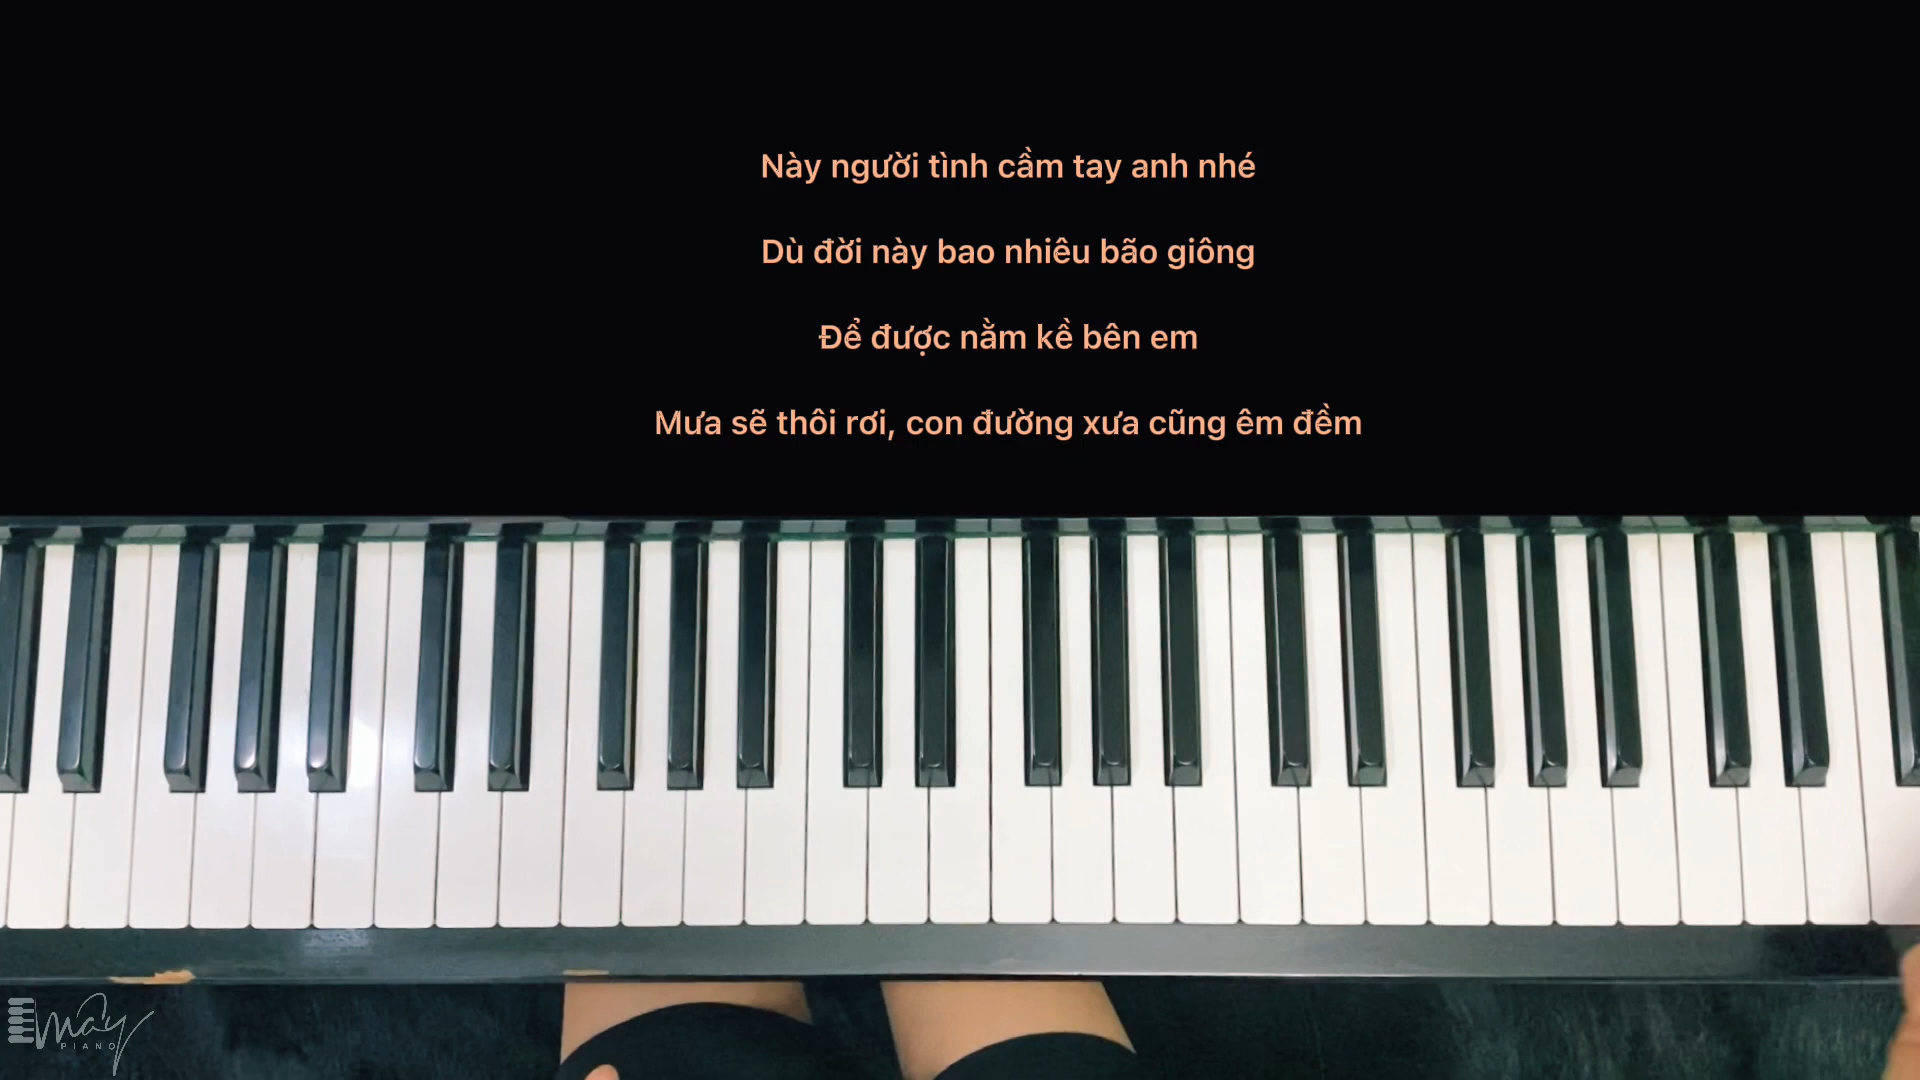 Này người tình cầm tay anh nhé
Dù đời này bao nhiêu bão giông
Để được nằm kề bên em
Mưa sẽ thôi rơi, con đường xưa cũng êm đềm
mây
PIANO